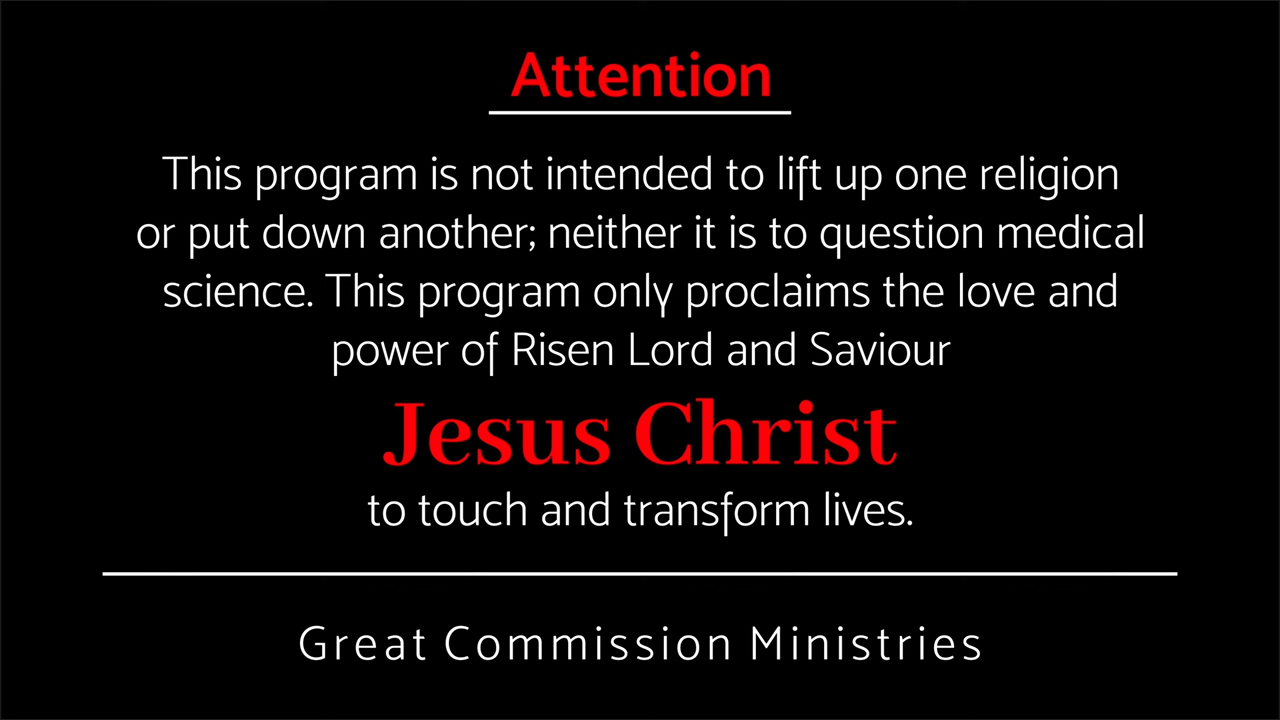 Attention
This program is not intended to lift up one religion
or put down another; neither it is to question medical
science. This program only proclaims the love and
power of Risen Lord and Saviour
Jesus Christ
to touch and transform lives.
Great Commission Ministries